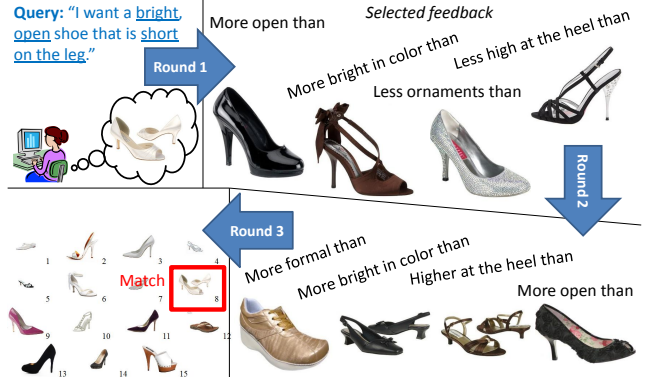 Query: “I want a bright,
open shoe that is short
on the leg.”
Round 1
Selected feedback
More open than
More bright in color than
Less ornaments than
Less high at the heel than
Round 2
More formal than
More bright in color than
Higher at the heel than
More open than
Round 3
1 2 3 4
Match
5 6 7 8
9 10 11 12
13 14 15